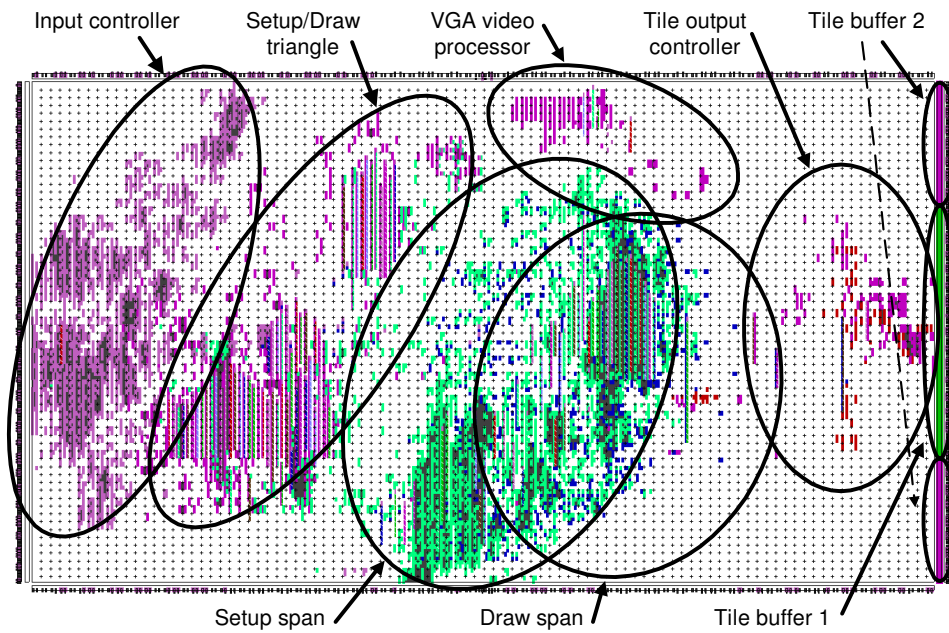 Input controller
Setup/Draw
triangle
VGA video
processor
Tile output
controller
Tile buffer 2
Setup span
Draw span
Tile buffer 1